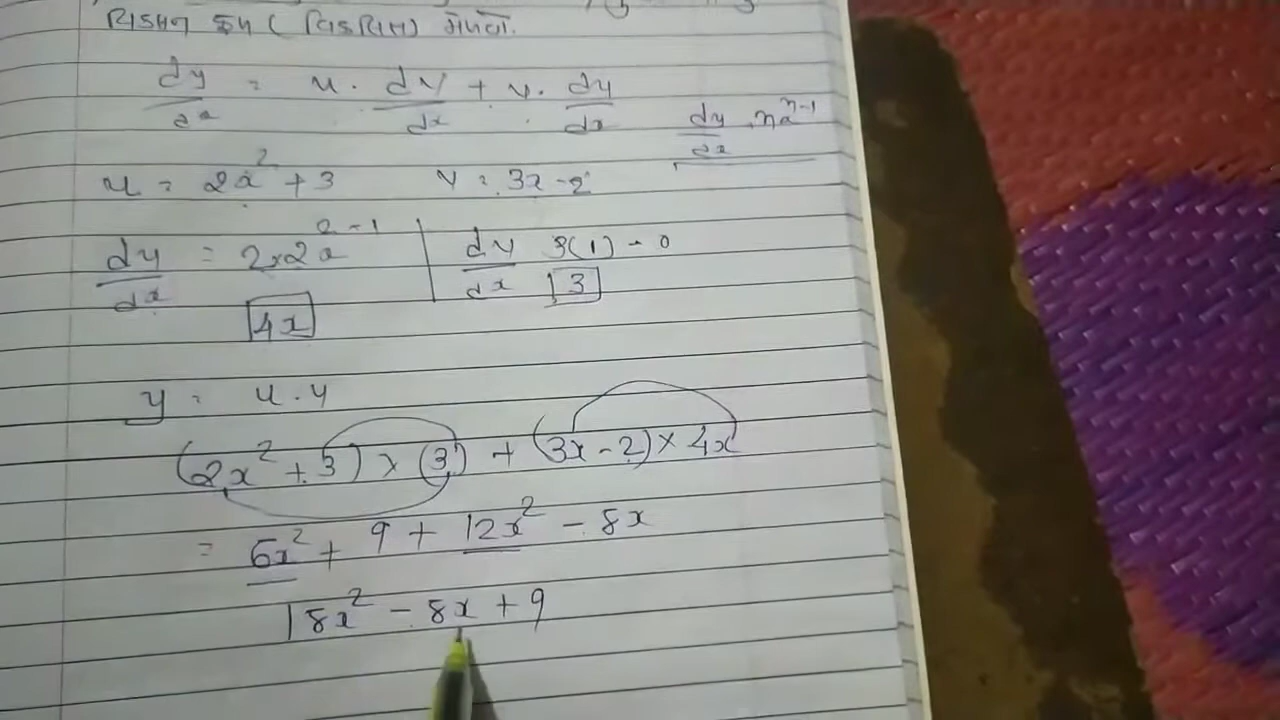 dy/dx = u · dv/dx + v · dy/dx
dy/dx nx^n-1
u = 2x² + 3 v = 3x - 2
dy/dx = 2×2x^2-1
dv/dx 3(1) - 0
3
4x
y = u · v
(2x² + 3) × (3) + (3x - 2) × 4x
= 6x² + 9 + 12x² - 8x
18x² - 8x + 9